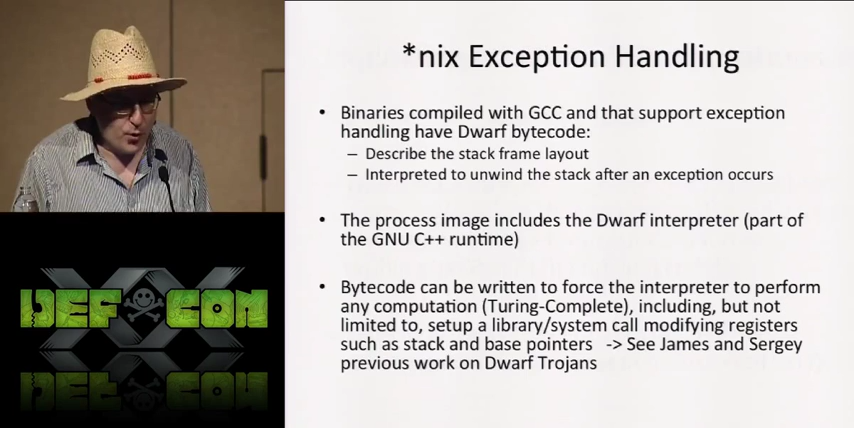 *nix Exception Handling
• Binaries compiled with GCC and that support exception
handling have Dwarf bytecode:
– Describe the stack frame layout
– Interpreted to unwind the stack after an exception occurs
• The process image includes the Dwarf interpreter (part of
the GNU C++ runtime)
• Bytecode can be written to force the interpreter to perform
any computation (Turing-Complete), including, but not
limited to, setup a library/system call modifying registers
such as stack and base pointers -> See James and Sergey
previous work on Dwarf Trojans
XX
DEF CON